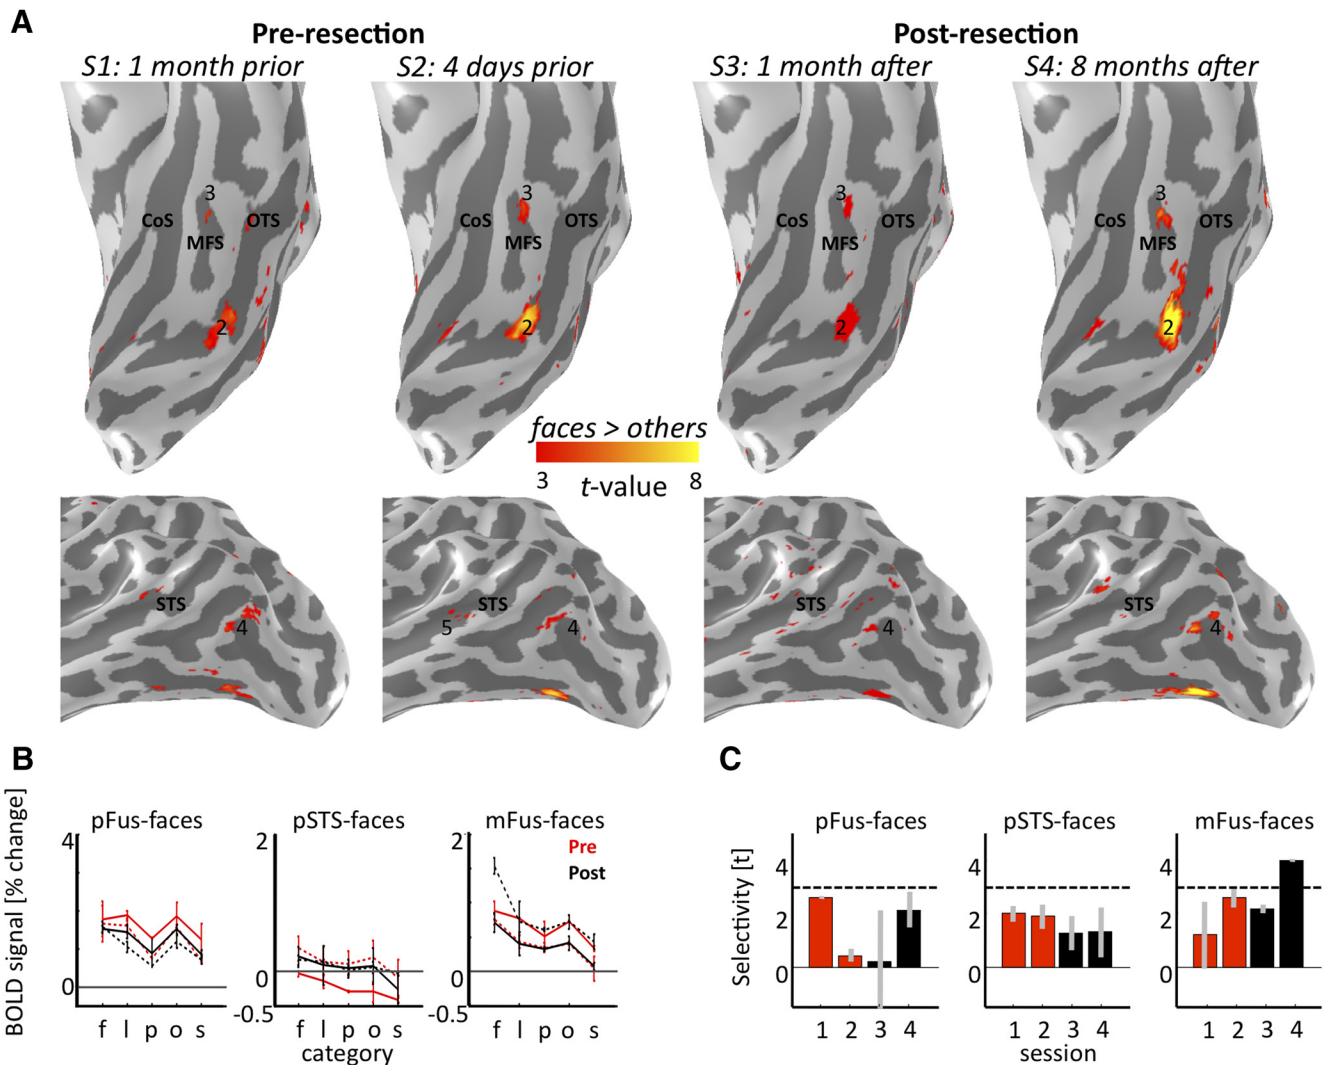 A
Pre-resection
Post-resection
S1: 1 month prior
S2: 4 days prior
S3: 1 month after
S4: 8 months after
3
CoS
OTS
MFS
2
3
CoS
OTS
MFS
2
3
CoS
OTS
MFS
2
3
CoS
OTS
MFS
2
faces > others
3
t-value
8
STS
4
STS
5
4
STS
4
STS
4
B
BOLD signal [% change]
pFus-faces
4
0
f l p o s
pSTS-faces
2
0
-0.5
f l p o s
category
mFus-faces
2
Pre
Post
0
-0.5
f l p o s
C
Selectivity [t]
pFus-faces
4
2
0
1 2 3 4
pSTS-faces
4
2
0
1 2 3 4
session
mFus-faces
4
2
0
1 2 3 4